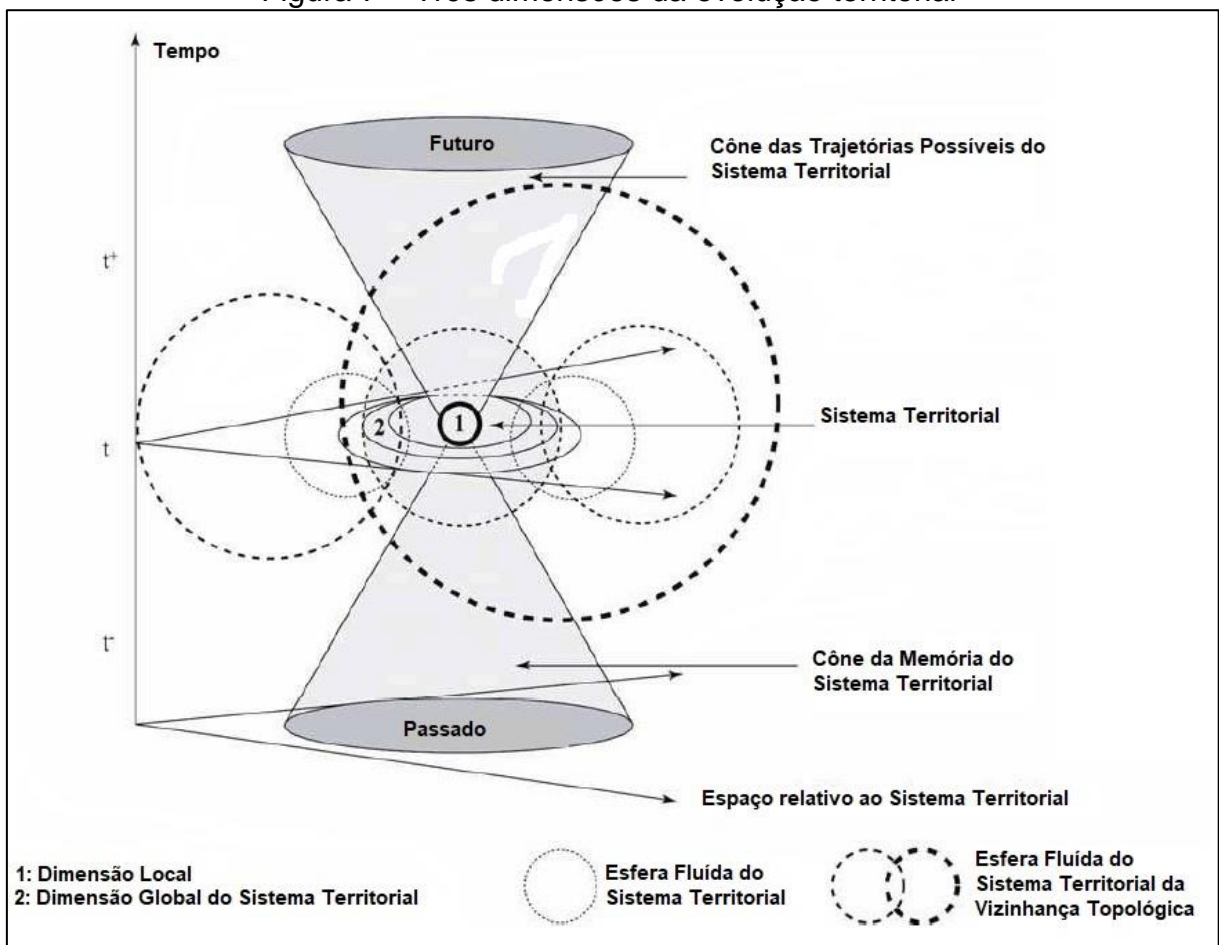 Tempo
Futuro
Cône das Trajetórias Possíveis do
Sistema Territorial
t⁺
1
2
Sistema Territorial
t
t⁻
Cône da Memória do
Sistema Territorial
Passado
Espaço relativo ao Sistema Territorial
1: Dimensão Local
2: Dimensão Global do Sistema Territorial
Esfera Fluída do
Sistema Territorial
Esfera Fluída do
Sistema Territorial da
Vizinhança Topológica